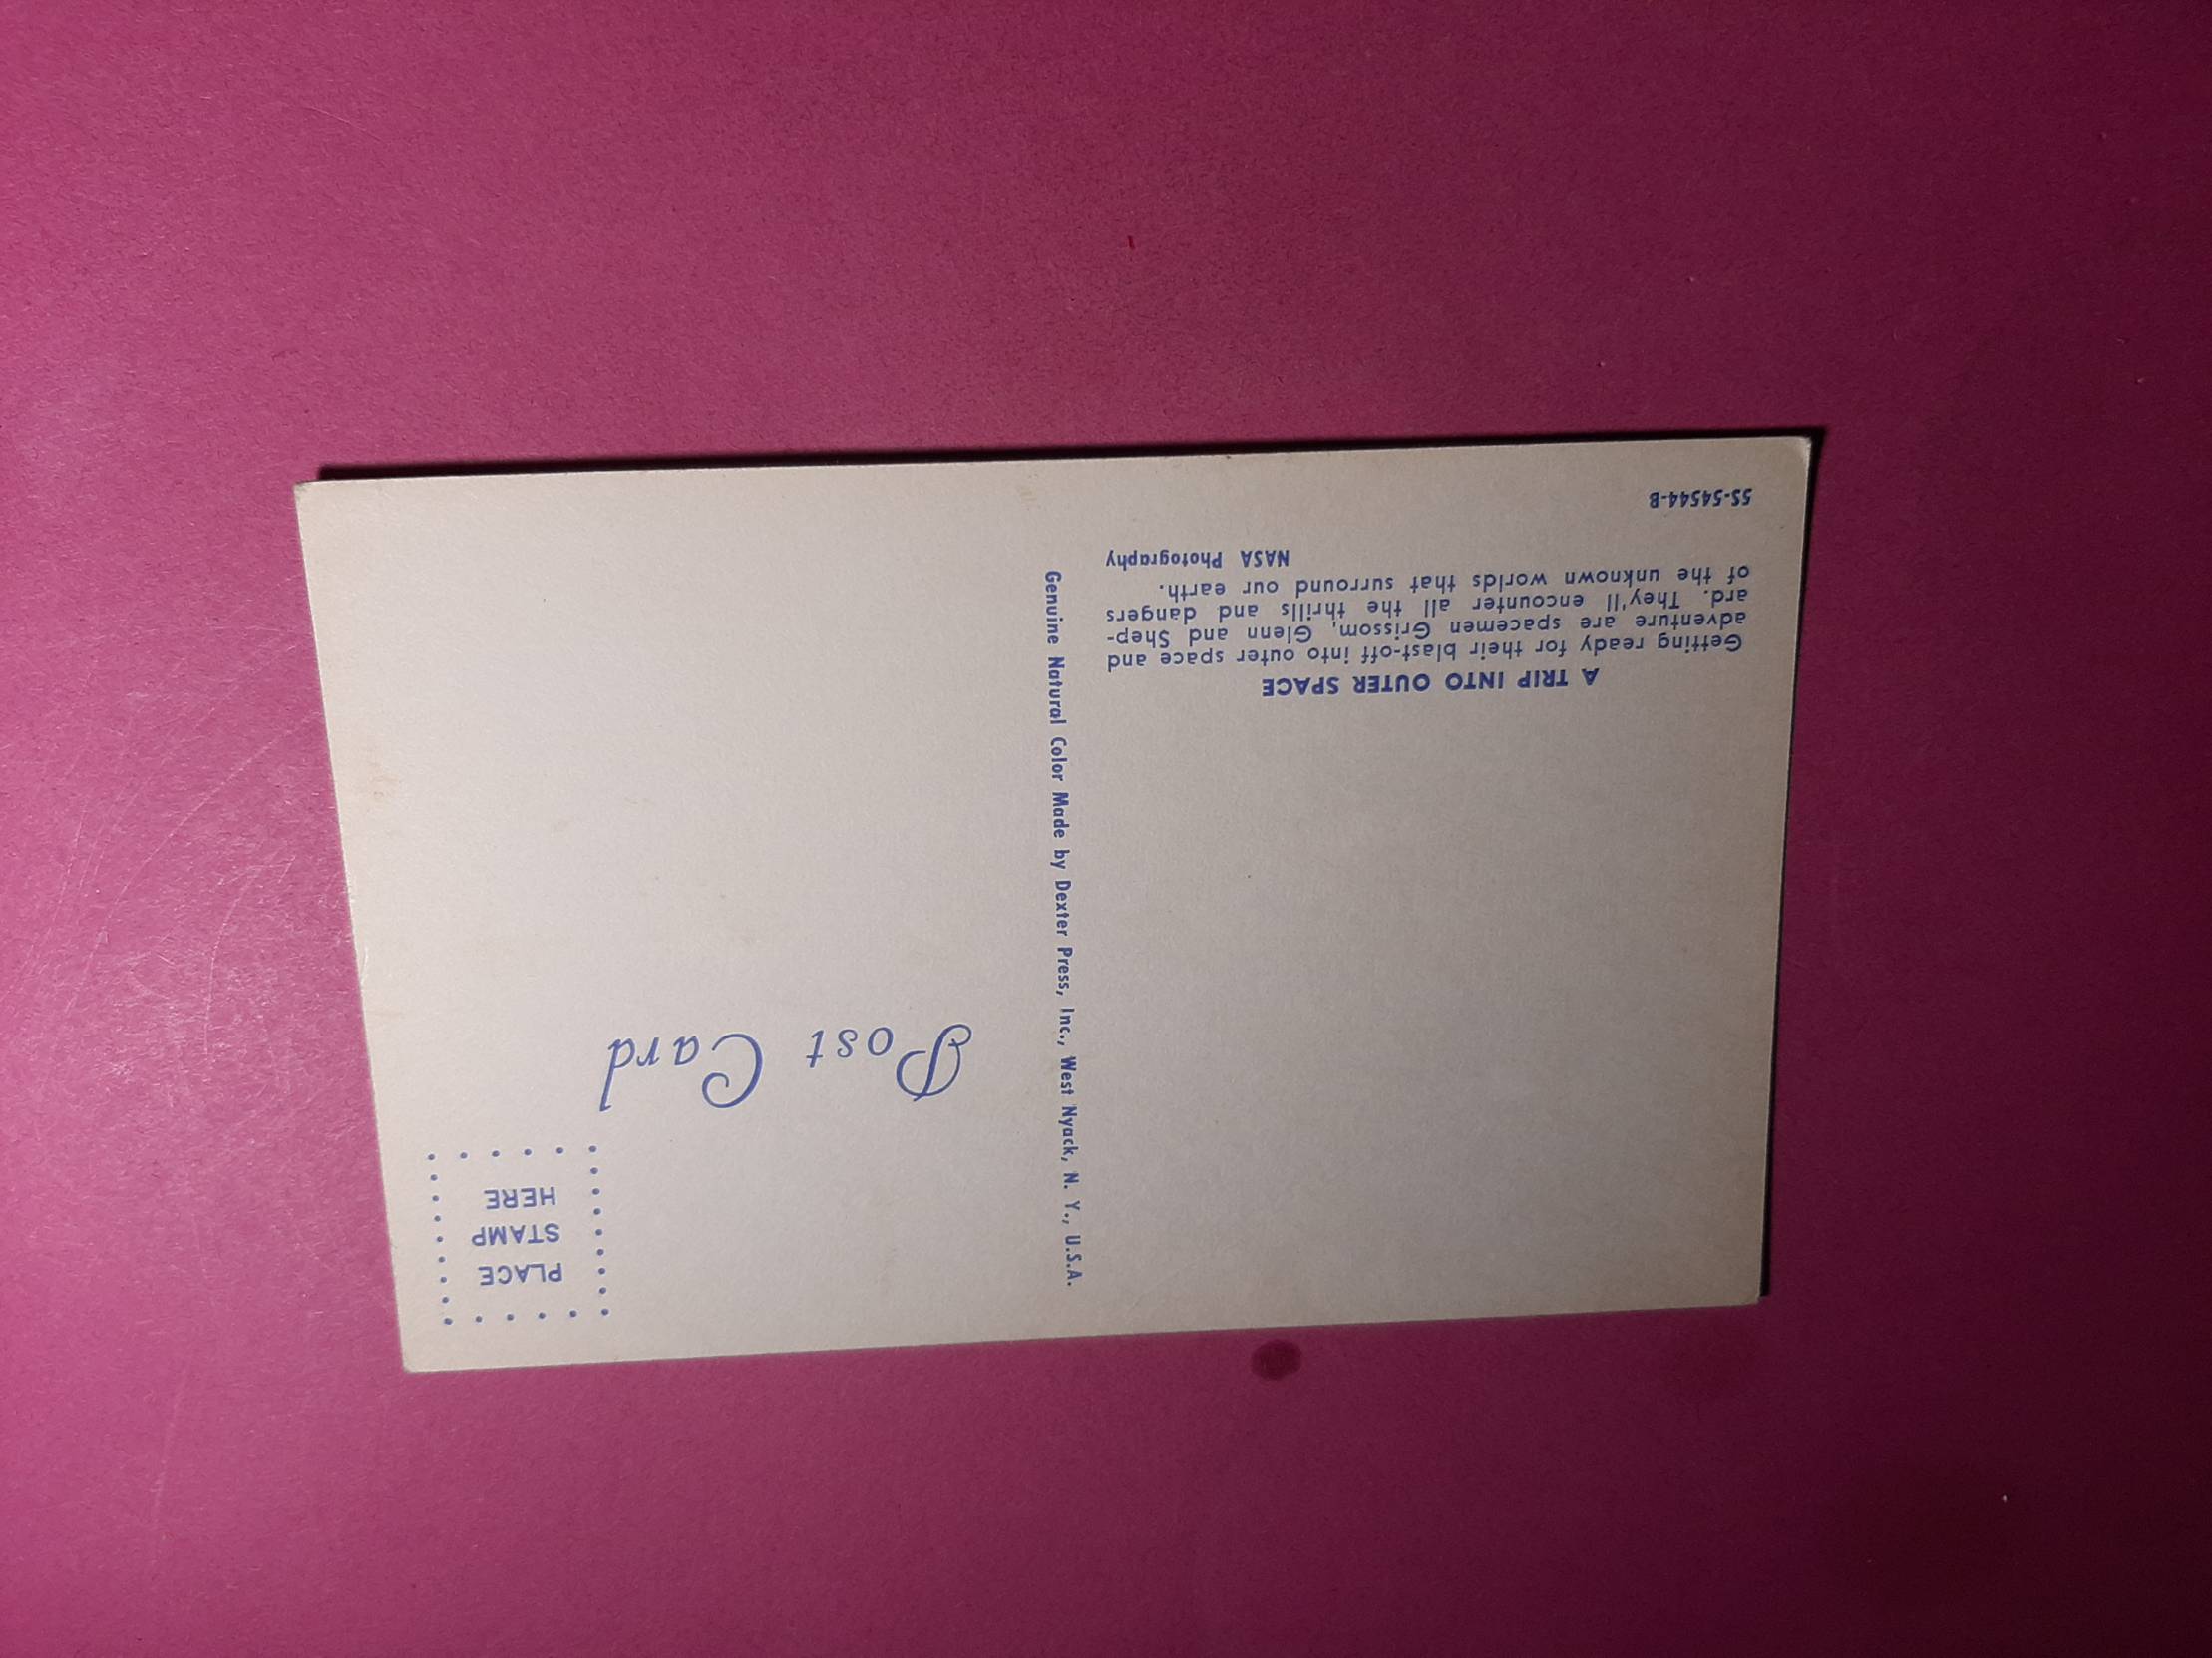 A TRIP INTO OUTER SPACE
Getting ready for their blast-off into outer space and
adventure are spacemen Grissom, Glenn and Shep-
ard. They'll encounter all the thrills and dangers
of the unknown worlds that surround our earth.
NASA Photography
SS-54544-B
Genuine Natural Color Made by Dexter Press, Inc., West Nyack, N. Y., U.S.A.
Post Card
PLACE
STAMP
HERE